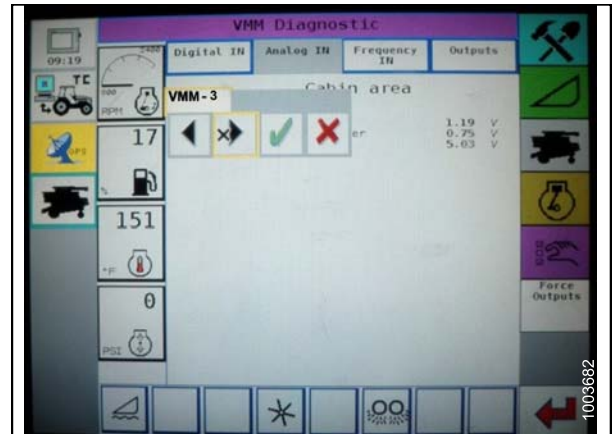 VMM Diagnostic
09:19
Digital IN
Analog IN
Frequency
IN
Outputs
TC
RPM
Cabin area
VMM - 3
1.19 V
er 0.75 V
5.03 V
17
%
GPS
151
°F
0
PSI
Force
Outputs
1003682